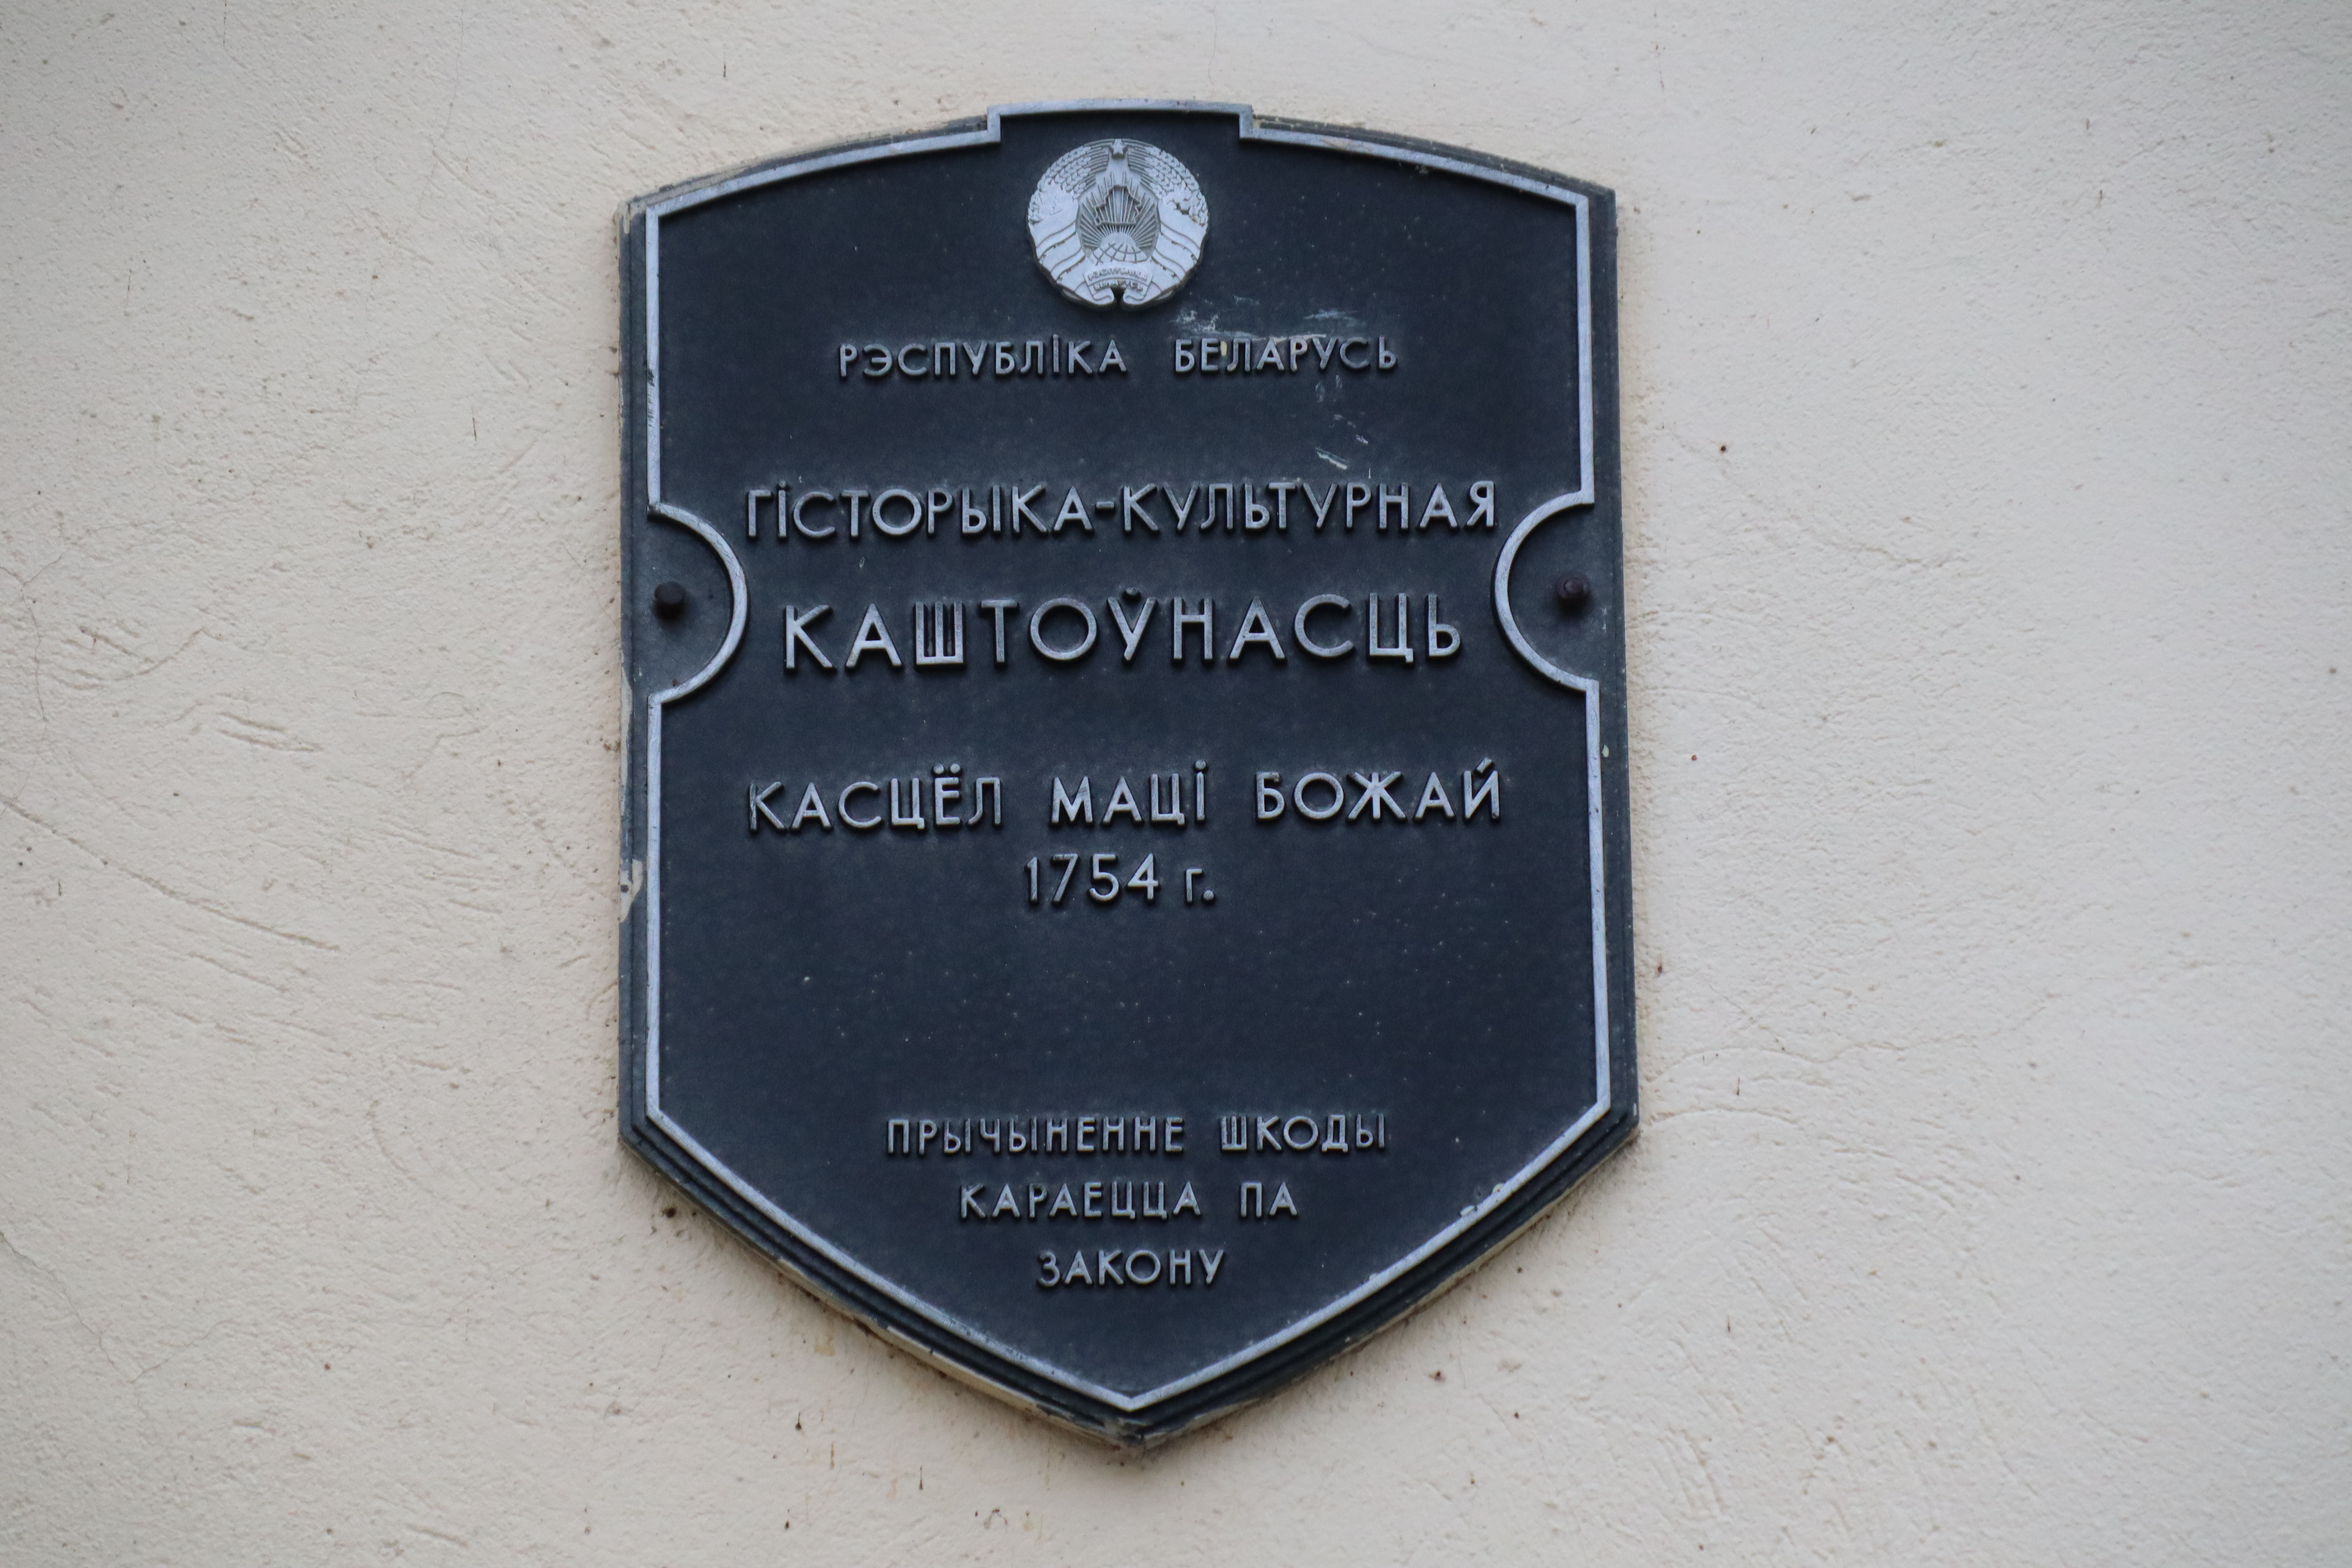 РЭСПУБЛІКА БЕЛАРУСЬ
ГІСТОРЫКА-КУЛЬТУРНАЯ
КАШТОЎНАСЦЬ
КАСЦЁЛ МАЦІ БОЖАЙ
1754 г.
ПРЫЧЫНЕННЕ ШКОДЫ
КАРАЕЦЦА ПА
ЗАКОНУ